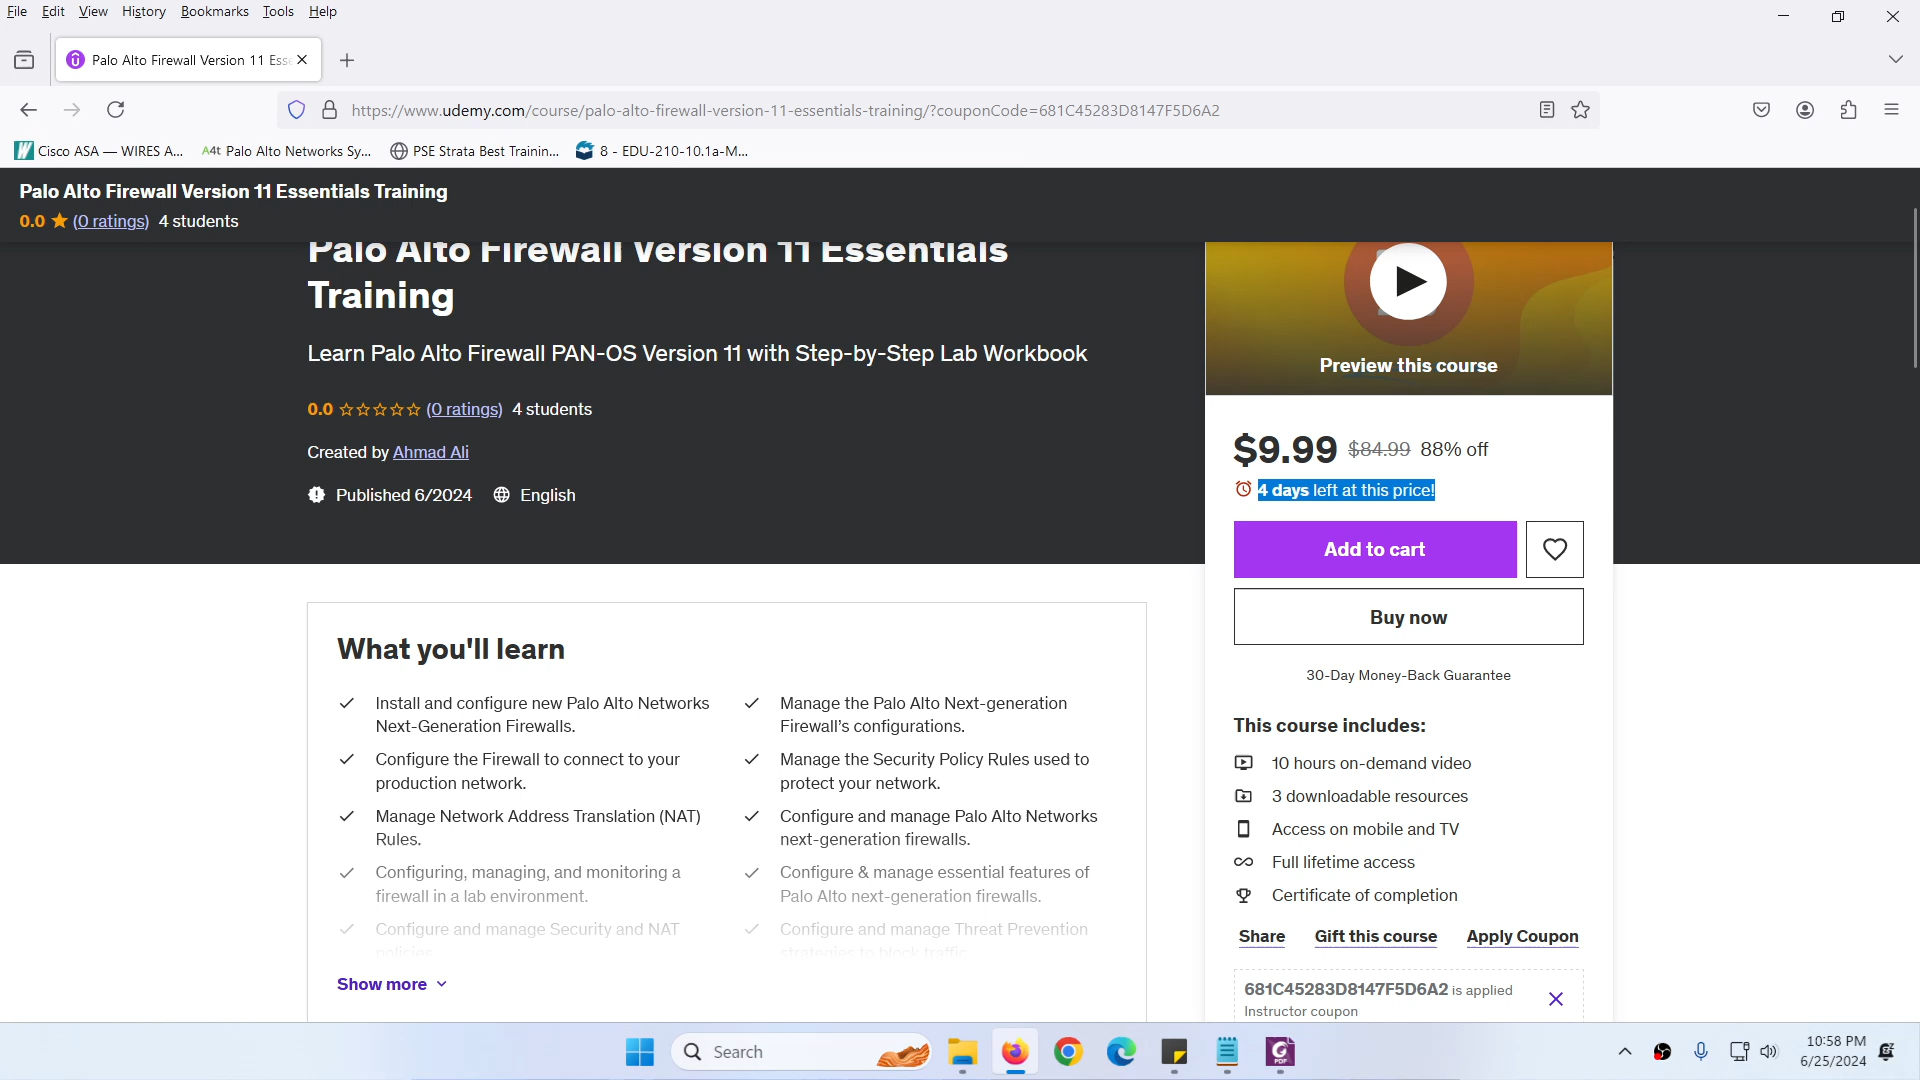 File Edit View History Bookmarks Tools Help
Palo Alto Firewall Version 11 Esse
https://www.udemy.com/course/palo-alto-firewall-version-11-essentials-training/?couponCode=681C45283D8147F5D6A2
Cisco ASA — WIRES A... A4t Palo Alto Networks Sy... PSE Strata Best Trainin... 8 - EDU-210-10.1a-M...
Palo Alto Firewall Version 11 Essentials Training
0.0 (0 ratings) 4 students
Palo Alto Firewall Version 11 Essentials
Training
Learn Palo Alto Firewall PAN-OS Version 11 with Step-by-Step Lab Workbook
0.0 (0 ratings) 4 students
Created by Ahmad Ali
Published 6/2024 English
Preview this course
$9.99 $84.99 88% off
4 days left at this price!
Add to cart
Buy now
30-Day Money-Back Guarantee
This course includes:
10 hours on-demand video
3 downloadable resources
Access on mobile and TV
Full lifetime access
Certificate of completion
Share Gift this course Apply Coupon
681C45283D8147F5D6A2 is applied
Instructor coupon
What you'll learn
Install and configure new Palo Alto Networks
Next-Generation Firewalls.
Configure the Firewall to connect to your
production network.
Manage Network Address Translation (NAT)
Rules.
Configuring, managing, and monitoring a
firewall in a lab environment.
Configure and manage Security and NAT
policies.
Manage the Palo Alto Next-generation
Firewall's configurations.
Manage the Security Policy Rules used to
protect your network.
Configure and manage Palo Alto Networks
next-generation firewalls.
Configure & manage essential features of
Palo Alto next-generation firewalls.
Configure and manage Threat Prevention
strategies to block traffic
Show more
Search
PDF
10:58 PM
6/25/2024